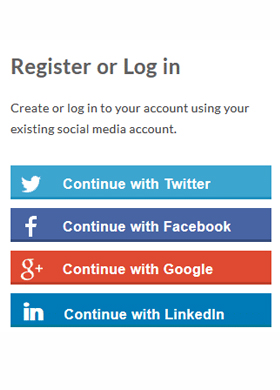 Register or Log in
Create or log in to your account using your
existing social media account.
Continue with Twitter
f Continue with Facebook
g+ Continue with Google
in Continue with LinkedIn